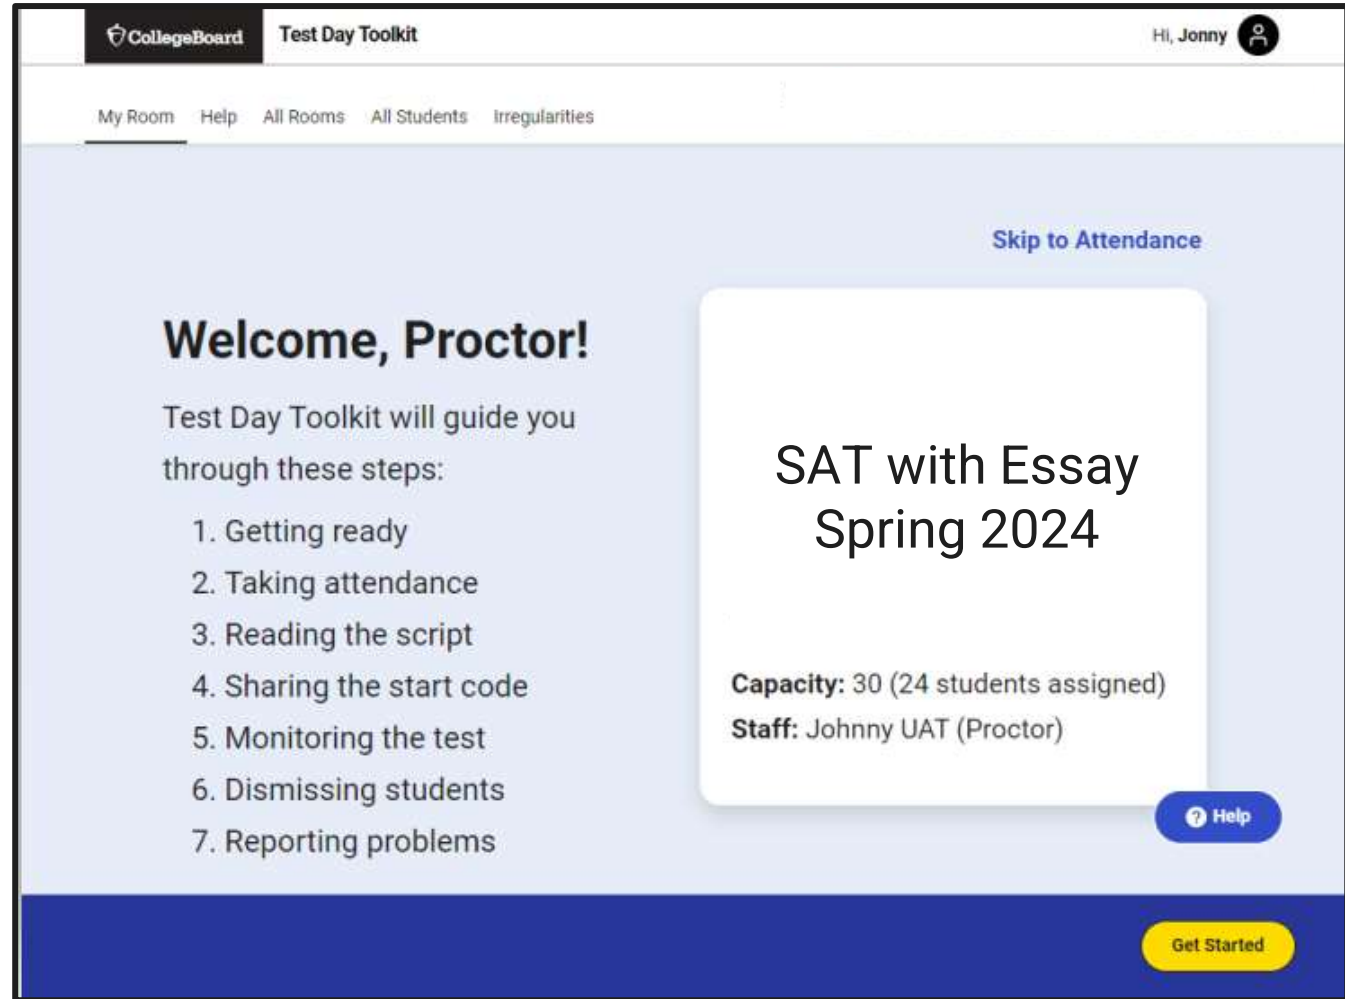 CollegeBoard
Test Day Toolkit
Hi, Jonny
My Room Help All Rooms All Students Irregularities
Skip to Attendance
Welcome, Proctor!
Test Day Toolkit will guide you
through these steps:
1. Getting ready
2. Taking attendance
3. Reading the script
4. Sharing the start code
5. Monitoring the test
6. Dismissing students
7. Reporting problems
SAT with Essay
Spring 2024
Capacity: 30 (24 students assigned)
Staff: Johnny UAT (Proctor)
? Help
Get Started